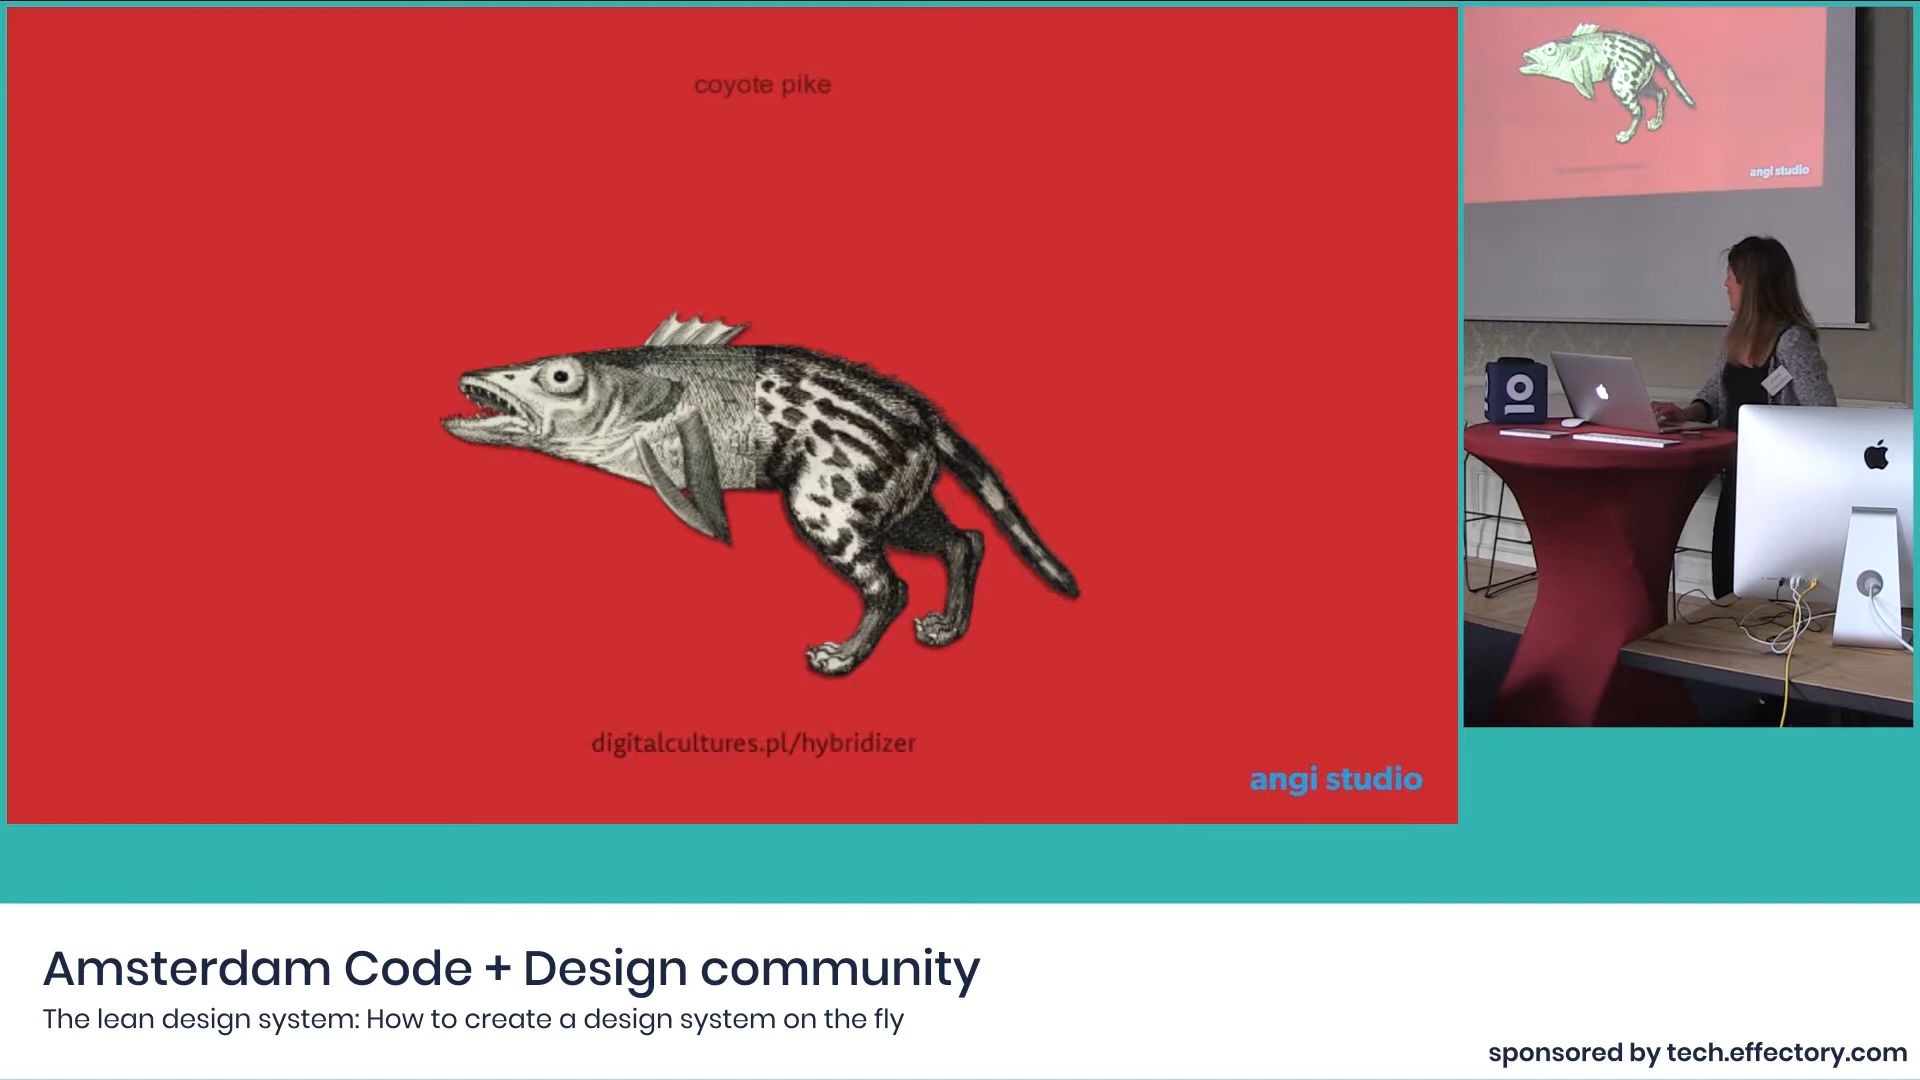 coyote pike
digitalcultures.pl/hybridizer
angi studio
angi studio
10
Amsterdam Code + Design community
The lean design system: How to create a design system on the fly
sponsored by tech.effectory.com